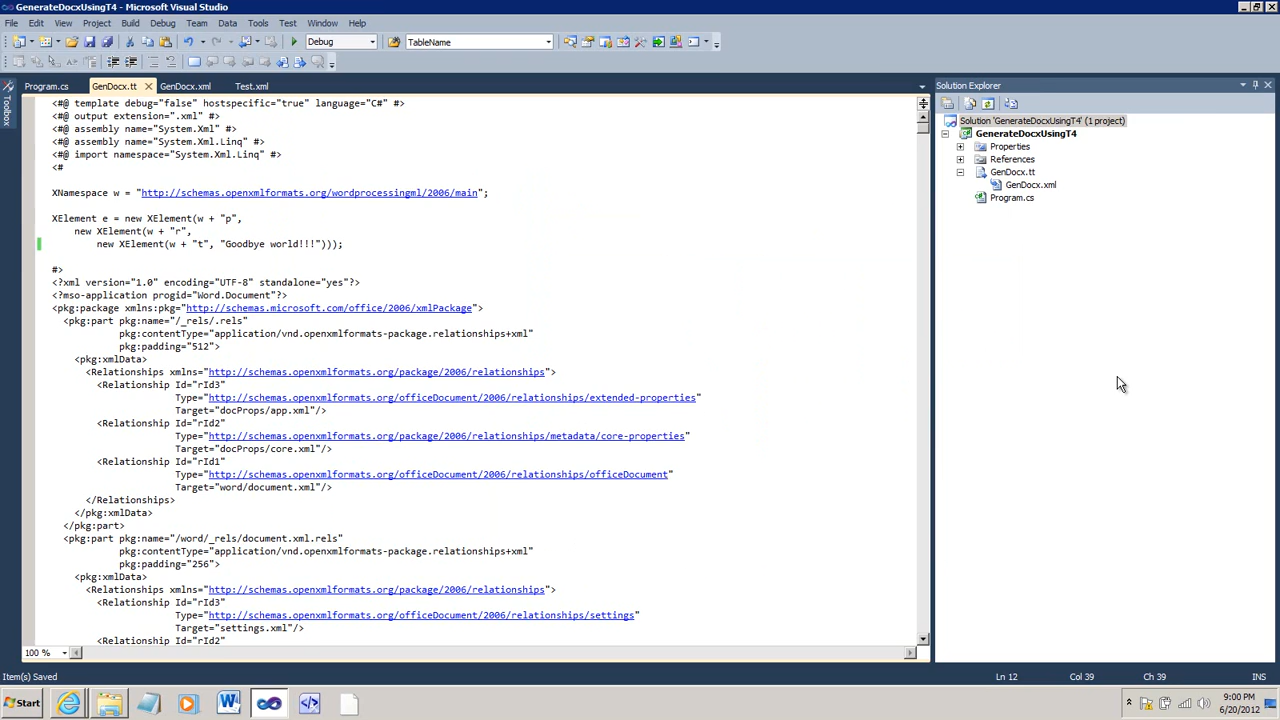 GenerateDocxUsingT4 - Microsoft Visual Studio
File Edit View Project Build Debug Team Data Tools Test Window Help
Debug TableName
Program.cs GenDocx.tt GenDocx.xml Test.xml
Toolbox
<#@ template debug="false" hostspecific="true" language="C#" #>
<#@ output extension=".xml" #>
<#@ assembly name="System.Xml" #>
<#@ assembly name="System.Xml.Linq" #>
<#@ import namespace="System.Xml.Linq" #>
<#
XNamespace w = "http://schemas.openxmlformats.org/wordprocessingml/2006/main";
XElement e = new XElement(w + "p",
new XElement(w + "r",
new XElement(w + "t", "Goodbye world!!!")));
#>
<?xml version="1.0" encoding="UTF-8" standalone="yes"?>
<?mso-application progid="Word.Document"?>
<pkg:package xmlns:pkg="http://schemas.microsoft.com/office/2006/xmlPackage">
<pkg:part pkg:name="/_rels/.rels"
pkg:contentType="application/vnd.openxmlformats-package.relationships+xml"
pkg:padding="512">
<pkg:xmlData>
<Relationships xmlns="http://schemas.openxmlformats.org/package/2006/relationships">
<Relationship Id="rId3"
Type="http://schemas.openxmlformats.org/officeDocument/2006/relationships/extended-properties"
Target="docProps/app.xml"/>
<Relationship Id="rId2"
Type="http://schemas.openxmlformats.org/package/2006/relationships/metadata/core-properties"
Target="docProps/core.xml"/>
<Relationship Id="rId1"
Type="http://schemas.openxmlformats.org/officeDocument/2006/relationships/officeDocument"
Target="word/document.xml"/>
</Relationships>
</pkg:xmlData>
</pkg:part>
<pkg:part pkg:name="/word/_rels/document.xml.rels"
pkg:contentType="application/vnd.openxmlformats-package.relationships+xml"
pkg:padding="256">
<pkg:xmlData>
<Relationships xmlns="http://schemas.openxmlformats.org/package/2006/relationships">
<Relationship Id="rId3"
Type="http://schemas.openxmlformats.org/officeDocument/2006/relationships/settings"
Target="settings.xml"/>
<Relationship Id="rId2"
100 %
Solution Explorer
Solution 'GenerateDocxUsingT4' (1 project)
GenerateDocxUsingT4
Properties
References
GenDocx.tt
GenDocx.xml
Program.cs
Item(s) Saved Ln 12 Col 39 Ch 39 INS
Start 9:00 PM
6/20/2012